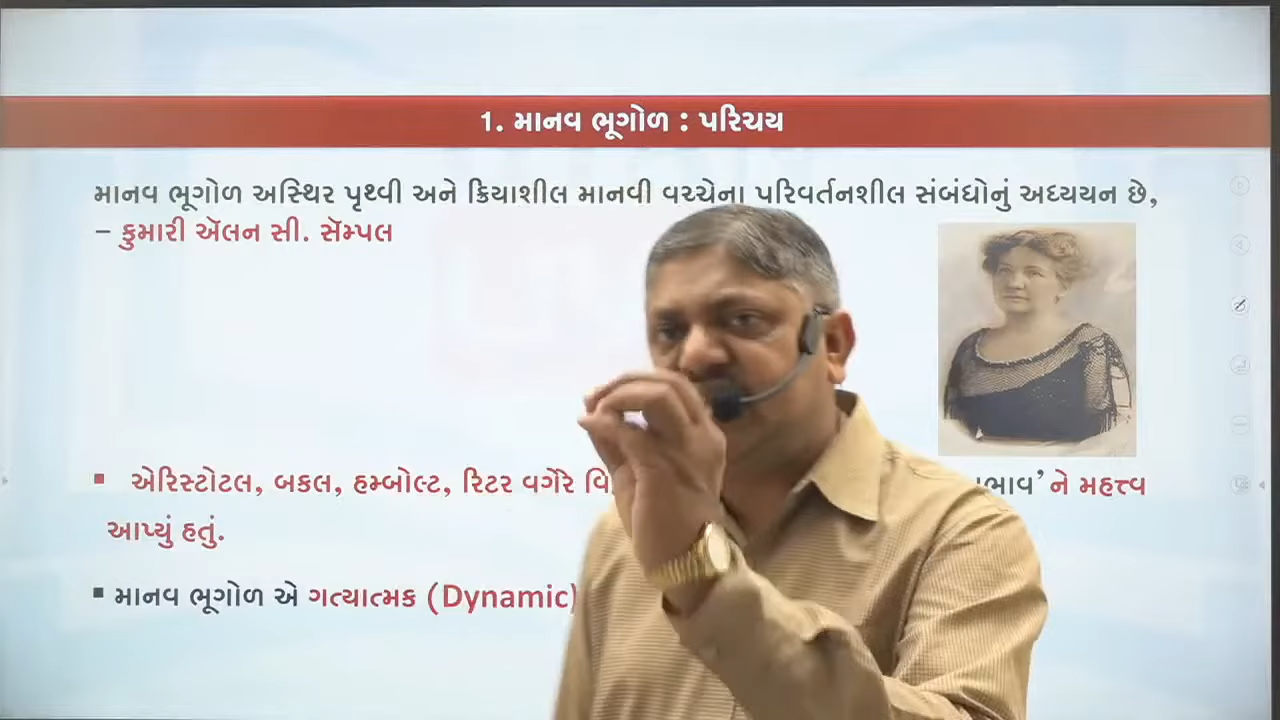 1. માનવ ભૂગોળ : પરિચય
માનવ ભૂગોળ અસ્થિર પૃથ્વી અને ક્રિયાશીલ માનવી વચ્ચેના પરિવર્તનશીલ સંબંધોનું અધ્યયન છે,
– કુમારી ઍલન સી. સૅમ્પલ
▪ એરિસ્ટોટલ, બકલ, હમ્બોલ્ટ, રિટર વગેરે ને મહત્ત્વ
આપ્યું હતું.
▪ માનવ ભૂગોળ એ ગત્યાત્મક (Dynamic)